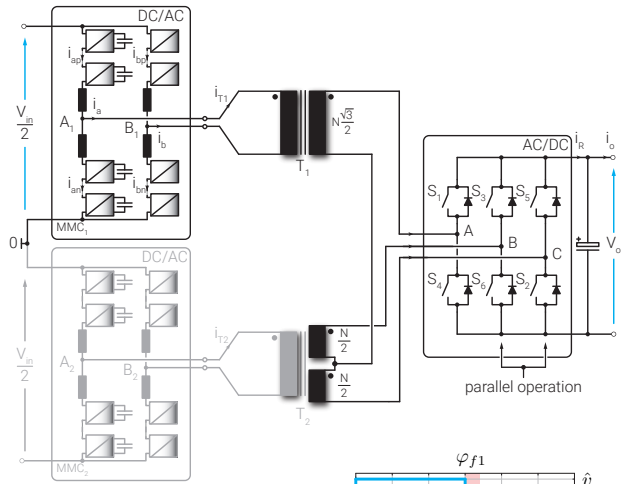 DC/AC
V_in/2
i_ap
i_bp
i_a
A_1
B_1
i_b
i_an
i_bn
MMC_1
0
i_T1
N √3/2
T_1
AC/DC
i_R
i_o
S_1
S_3
S_5
A
B
C
S_4
S_6
S_2
V_o
+
parallel operation
DC/AC
V_in/2
A_2
B_2
MMC_2
i_T2
N/2
N/2
T_2
φ_f1
v̂